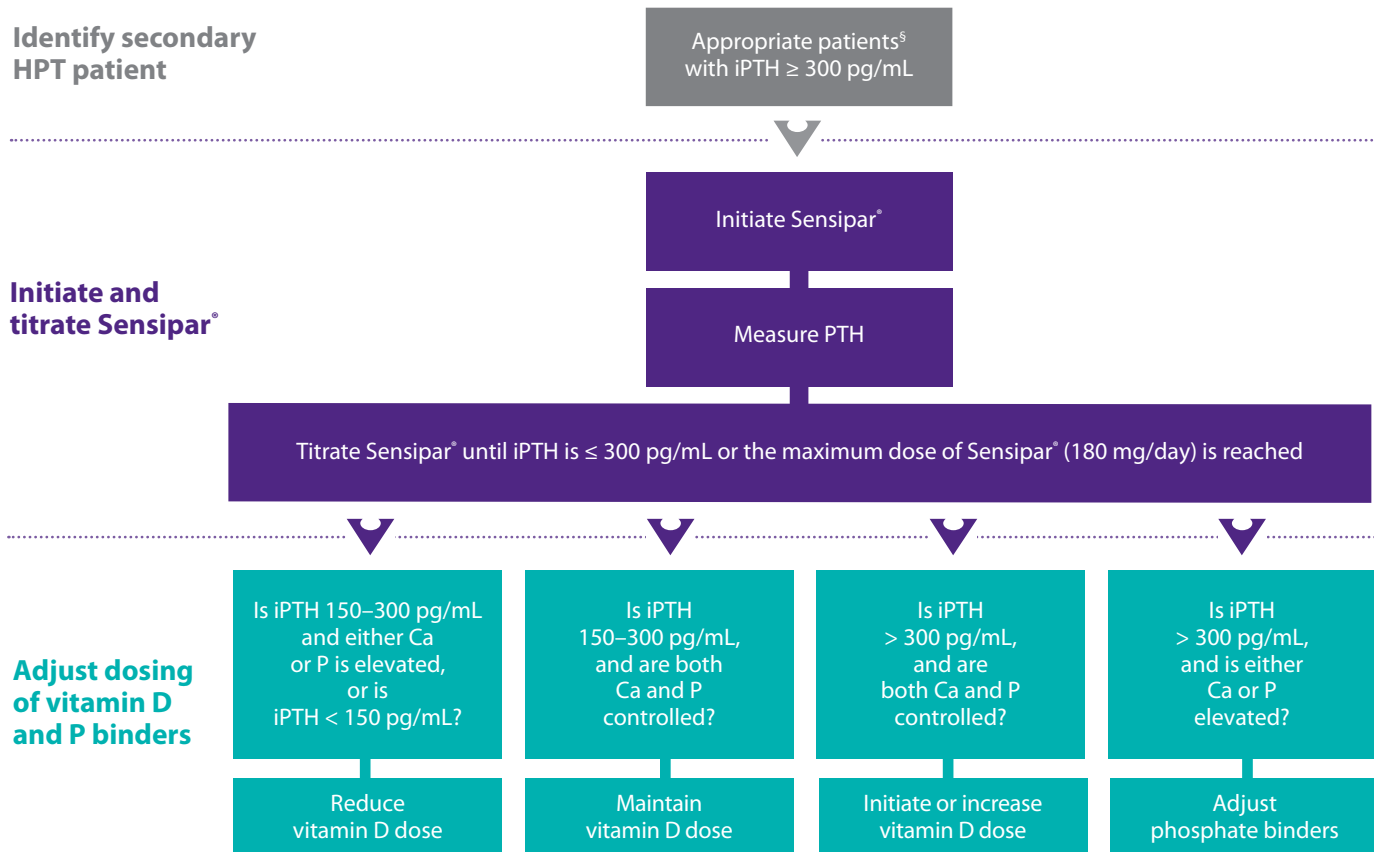 Identify secondary
HPT patient
Appropriate patients§
with iPTH ≥ 300 pg/mL
Initiate and
titrate Sensipar®
Initiate Sensipar®
Measure PTH
Titrate Sensipar® until iPTH is ≤ 300 pg/mL or the maximum dose of Sensipar® (180 mg/day) is reached
Adjust dosing
of vitamin D
and P binders
Is iPTH 150–300 pg/mL
and either Ca
or P is elevated,
or is
iPTH < 150 pg/mL?
Reduce
vitamin D dose
Is iPTH
150–300 pg/mL,
and are both
Ca and P
controlled?
Maintain
vitamin D dose
Is iPTH
> 300 pg/mL,
and are
both Ca and P
controlled?
Initiate or increase
vitamin D dose
Is iPTH
> 300 pg/mL,
and is either
Ca or P
elevated?
Adjust
phosphate binders